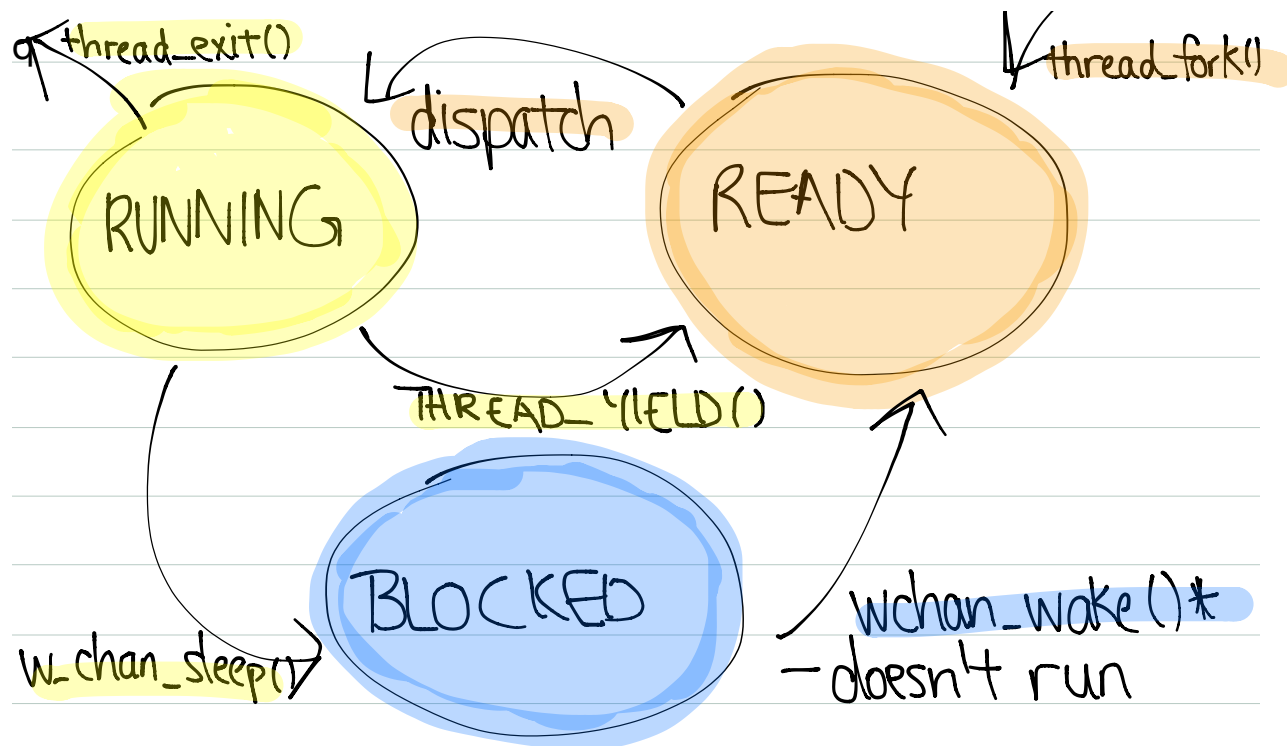 thread_exit()
thread_fork()
dispatch
RUNNING
READY
THREAD_YIELD()
BLOCKED
wchan_wake()*
- doesn't run
w_chan_sleep()